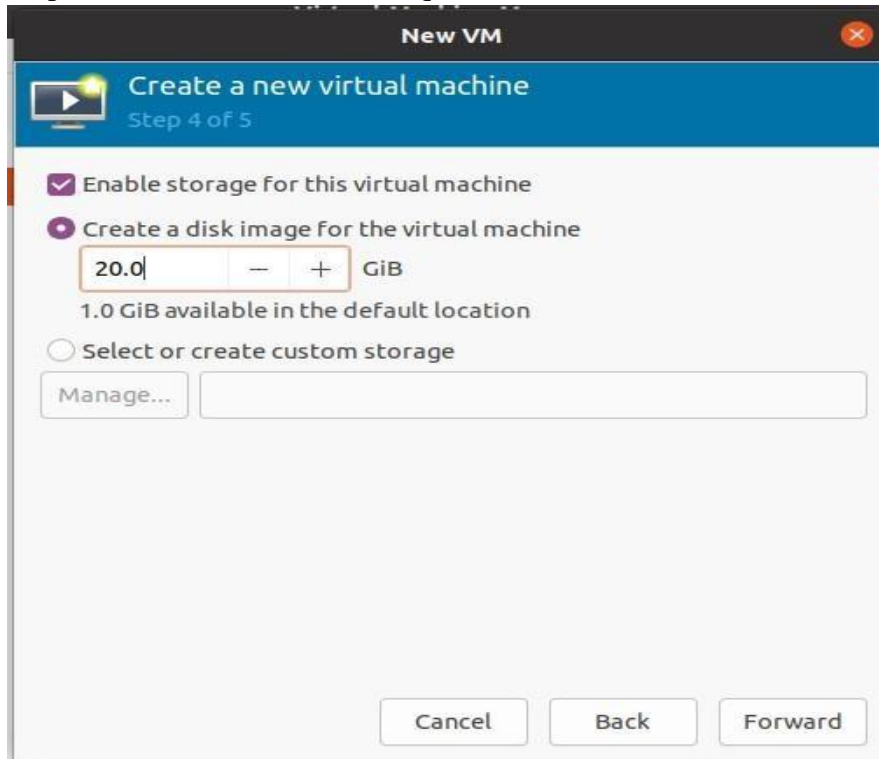 New VM
Create a new virtual machine
Step 4 of 5
Enable storage for this virtual machine
Create a disk image for the virtual machine
20.0 − + GiB
1.0 GiB available in the default location
Select or create custom storage
Manage...
Cancel Back Forward